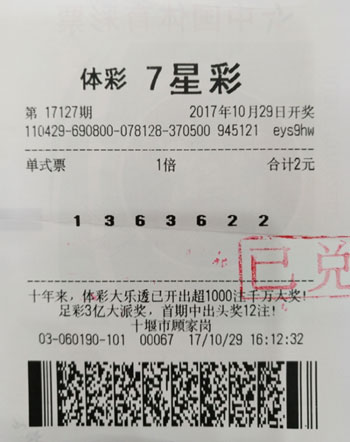 体彩 7星彩
第 17127期 2017年10月29日开奖
110429-690800-078128-370500 945121 eys9hw
单式票 1倍 合计2元
1 3 6 3 6 2 2
已兑
十年来，体彩大乐透已开出超1000注千万大奖！
足彩3亿大派奖，首期中出头奖12注！
十堰市顾家岗
03-060190-101 00067 17/10/29 16:12:32